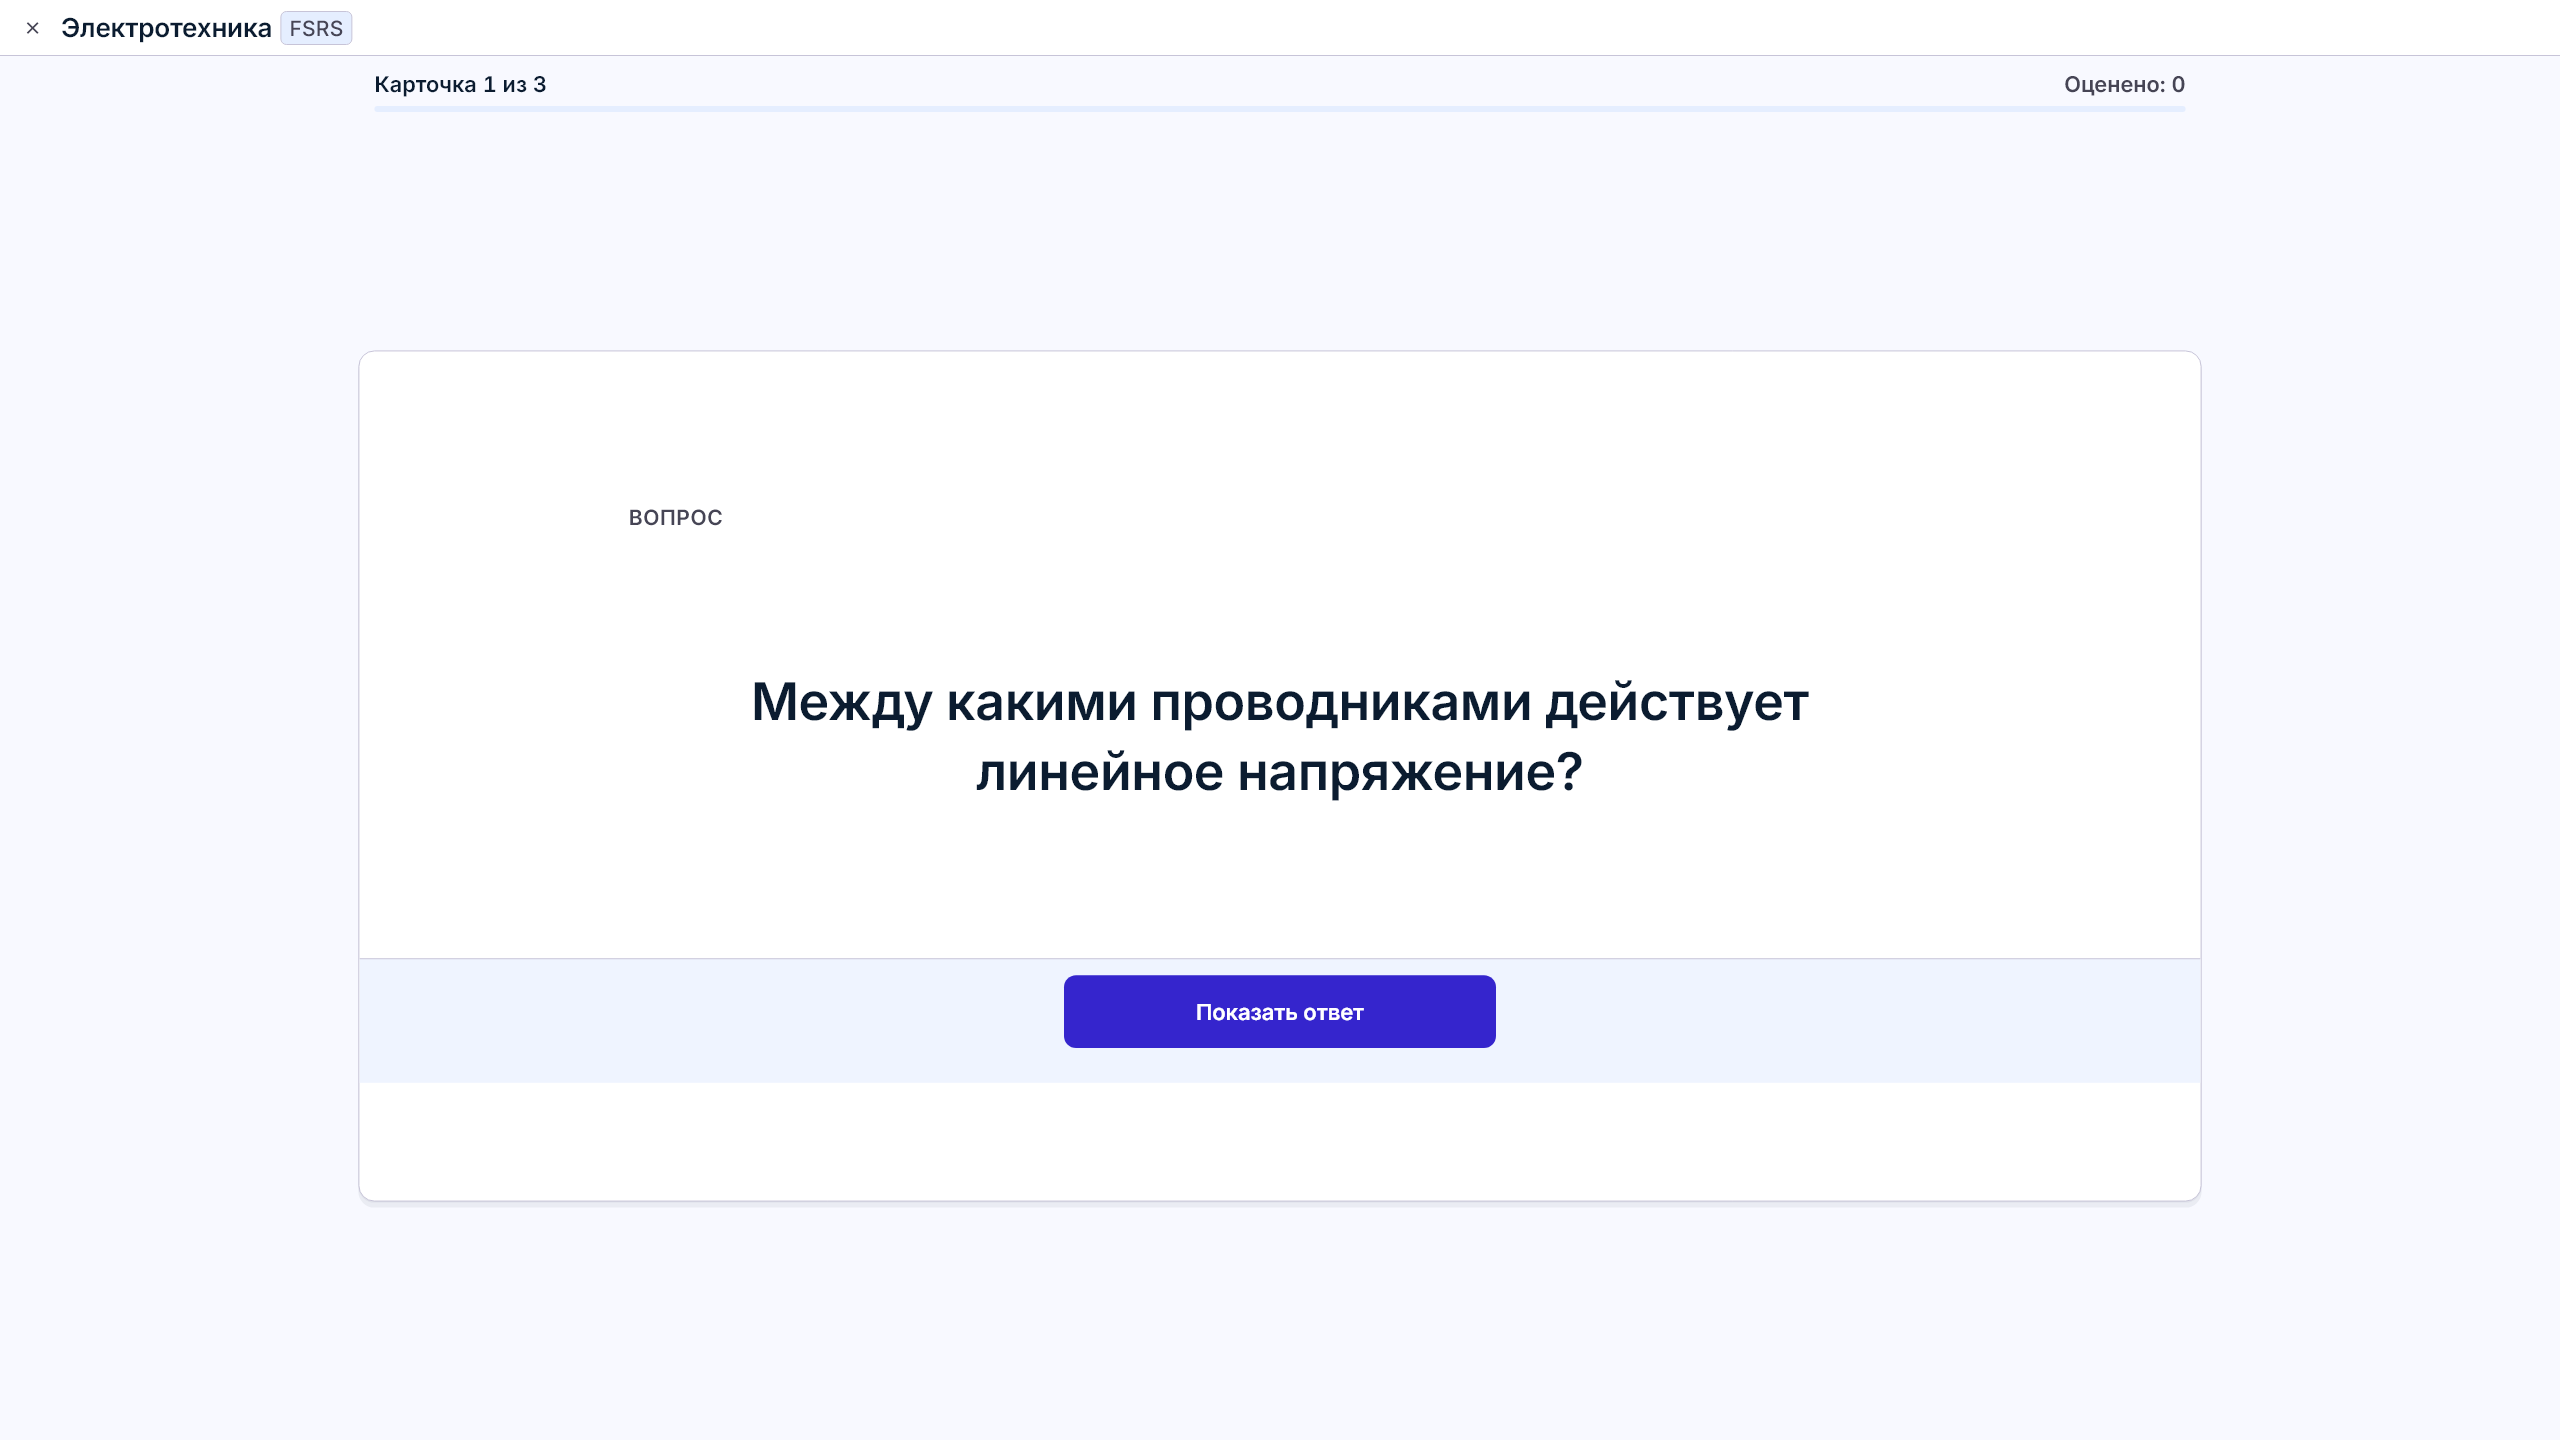 Электротехника FSRS
Карточка 1 из 3
Оценено: 0
ВОПРОС
Между какими проводниками действует
линейное напряжение?
Показать ответ